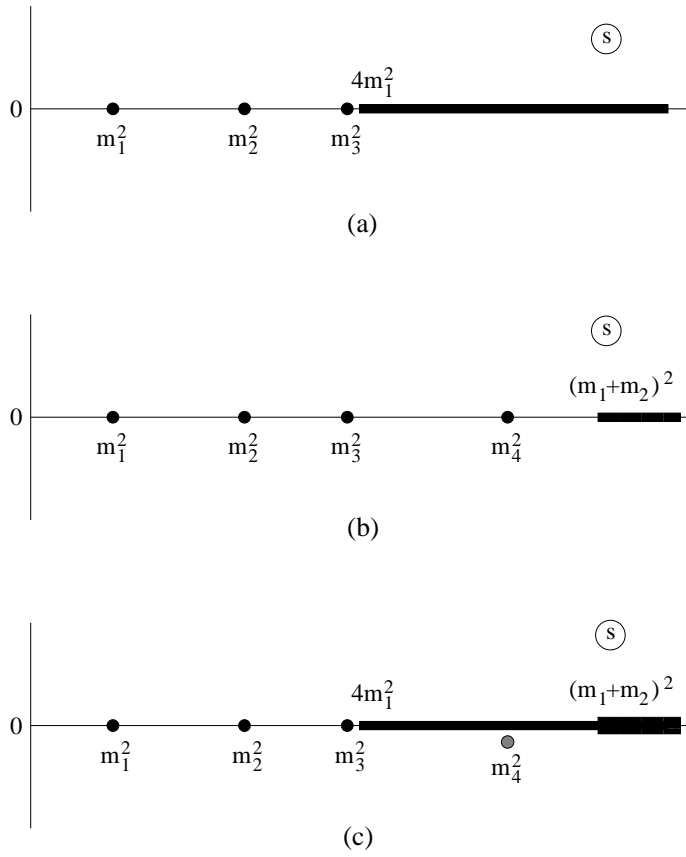 s
4m₁²
0
m₁² m₂² m₃²
(a)
s
(m₁+m₂)²
0
m₁² m₂² m₃² m₄²
(b)
s
4m₁² (m₁+m₂)²
0
m₁² m₂² m₃² m₄²
(c)